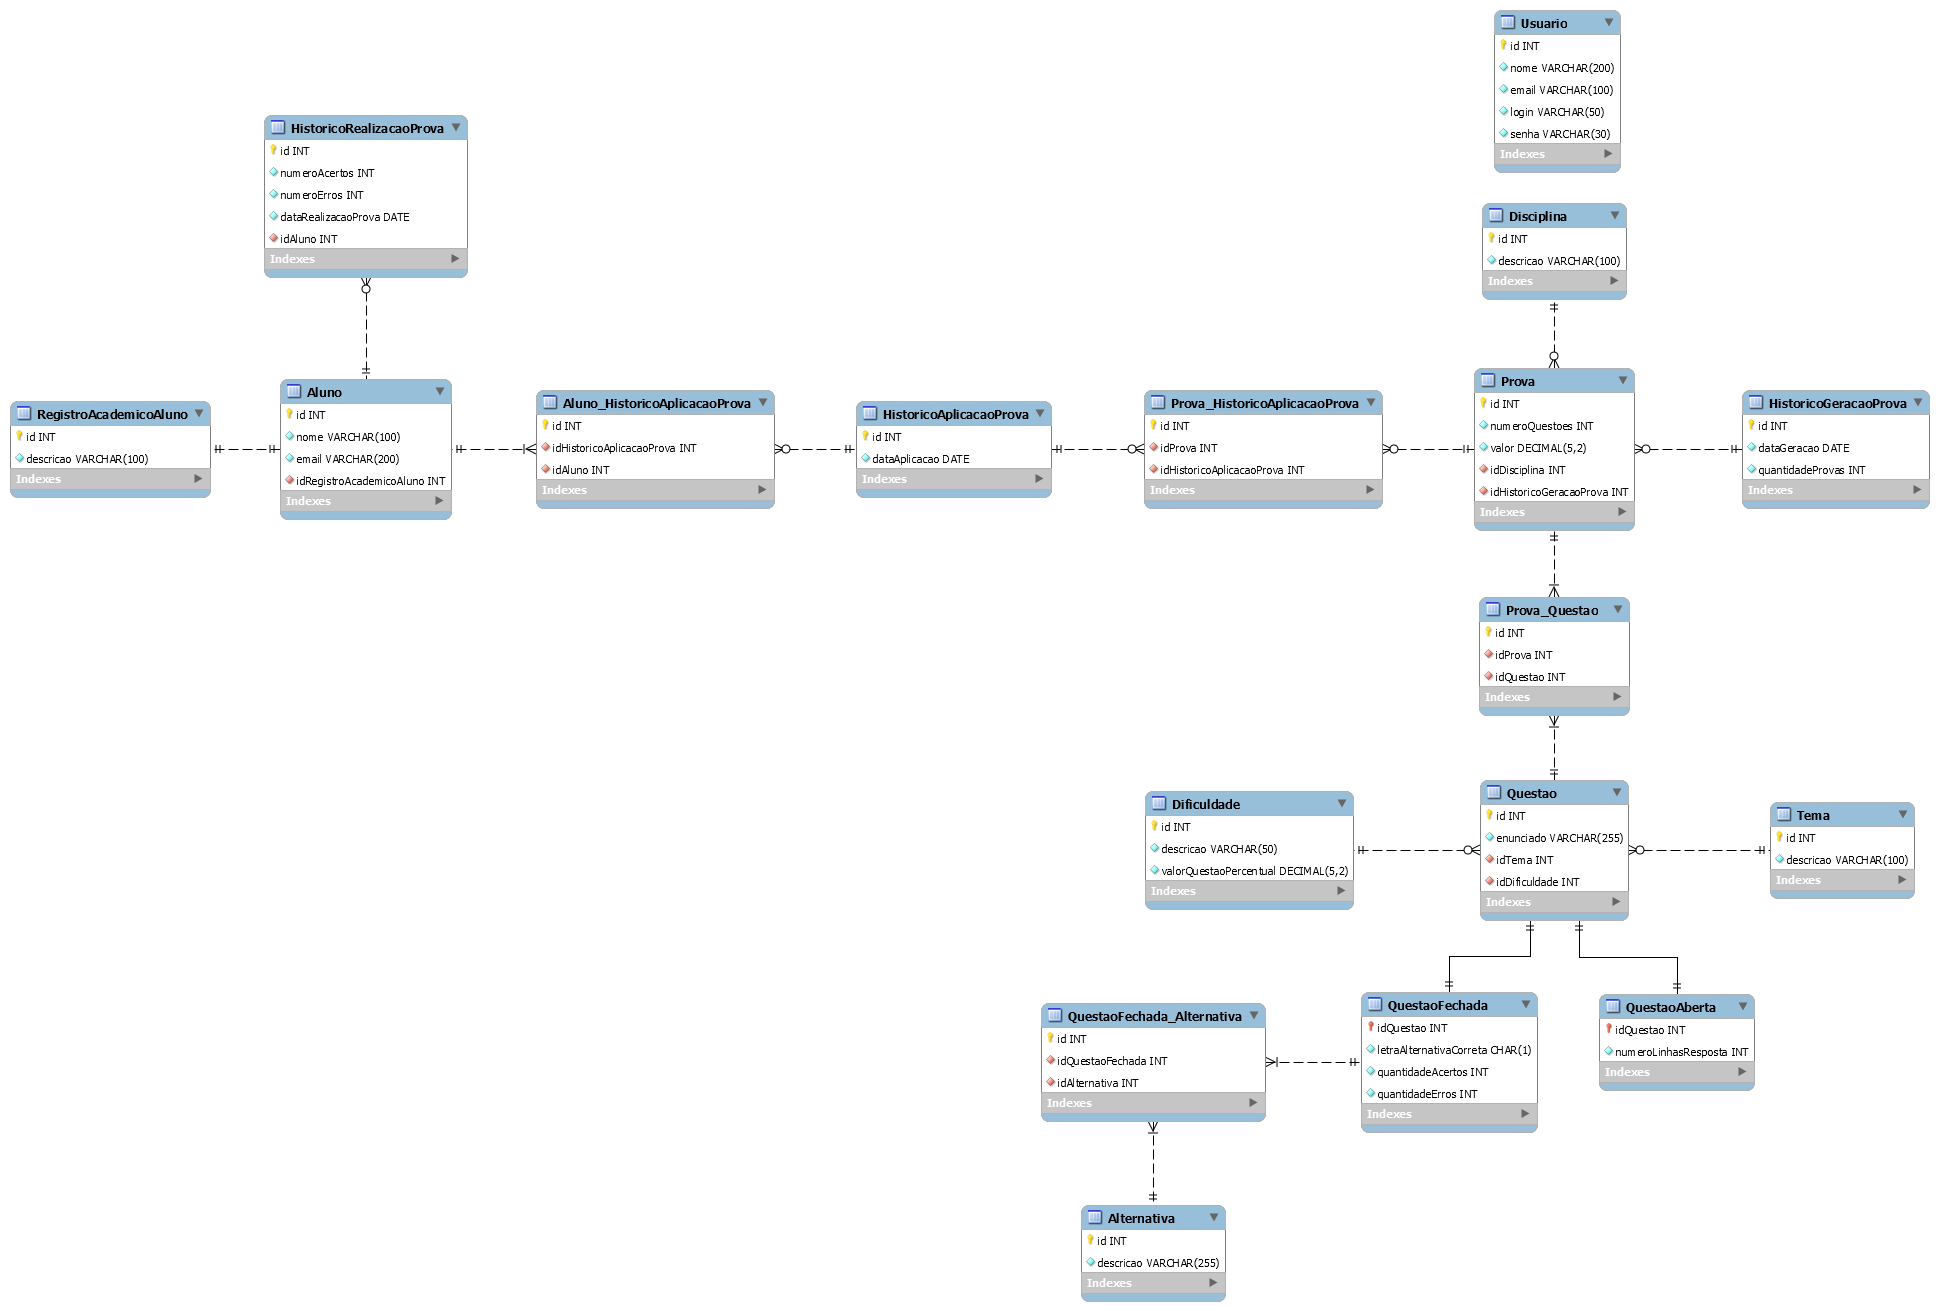 Usuario
id INT
nome VARCHAR(200)
email VARCHAR(100)
login VARCHAR(50)
senha VARCHAR(30)
Indexes
HistoricoRealizacaoProva
id INT
numeroAcertos INT
numeroErros INT
dataRealizacaoProva DATE
idAluno INT
Indexes
Disciplina
id INT
descricao VARCHAR(100)
Indexes
RegistroAcademicoAluno
id INT
descricao VARCHAR(100)
Indexes
Aluno
id INT
nome VARCHAR(100)
email VARCHAR(200)
idRegistroAcademicoAluno INT
Indexes
Aluno_HistoricoAplicacaoProva
id INT
idHistoricoAplicacaoProva INT
idAluno INT
Indexes
HistoricoAplicacaoProva
id INT
dataAplicacao DATE
Indexes
Prova_HistoricoAplicacaoProva
id INT
idProva INT
idHistoricoAplicacaoProva INT
Indexes
Prova
id INT
numeroQuestoes INT
valor DECIMAL(5,2)
idDisciplina INT
idHistoricoGeracaoProva INT
Indexes
HistoricoGeracaoProva
id INT
dataGeracao DATE
quantidadeProvas INT
Indexes
Prova_Questao
id INT
idProva INT
idQuestao INT
Indexes
Dificuldade
id INT
descricao VARCHAR(50)
valorQuestaoPercentual DECIMAL(5,2)
Indexes
Questao
id INT
enunciado VARCHAR(255)
idTema INT
idDificuldade INT
Indexes
Tema
id INT
descricao VARCHAR(100)
Indexes
QuestaoFechada_Alternativa
id INT
idQuestaoFechada INT
idAlternativa INT
Indexes
QuestaoFechada
idQuestao INT
letraAlternativaCorreta CHAR(1)
quantidadeAcertos INT
quantidadeErros INT
Indexes
QuestaoAberta
idQuestao INT
numeroLinhasResposta INT
Indexes
Alternativa
id INT
descricao VARCHAR(255)
Indexes